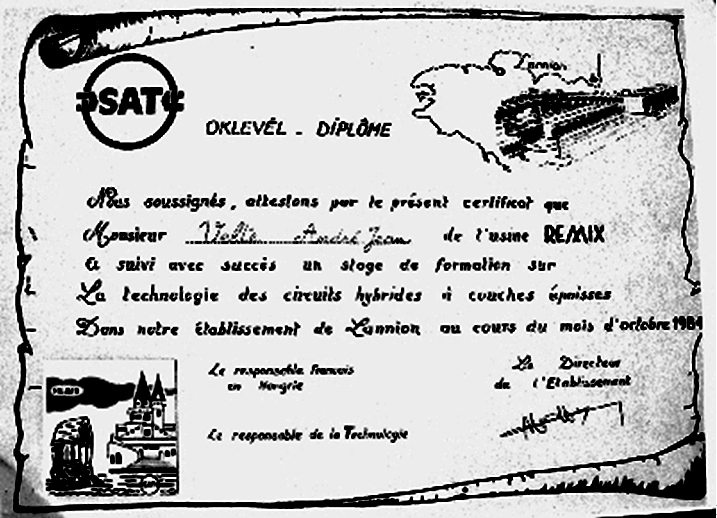 SAT
Lannion
OKLEVÉL - DIPLÔME
Nous soussignés, attestons par le présent certificat que
Monsieur André Jean de l'usine REMIX
a suivi avec succès un stage de formation sur
La technologie des circuits hybrides à couches épaisses
Dans notre établissement de Lannion au cours du mois d'octobre 1984
Le responsable Francais
en Hongrie
Le Directeur
de l'Etablissement
Le responsable de la Technologie
SAT